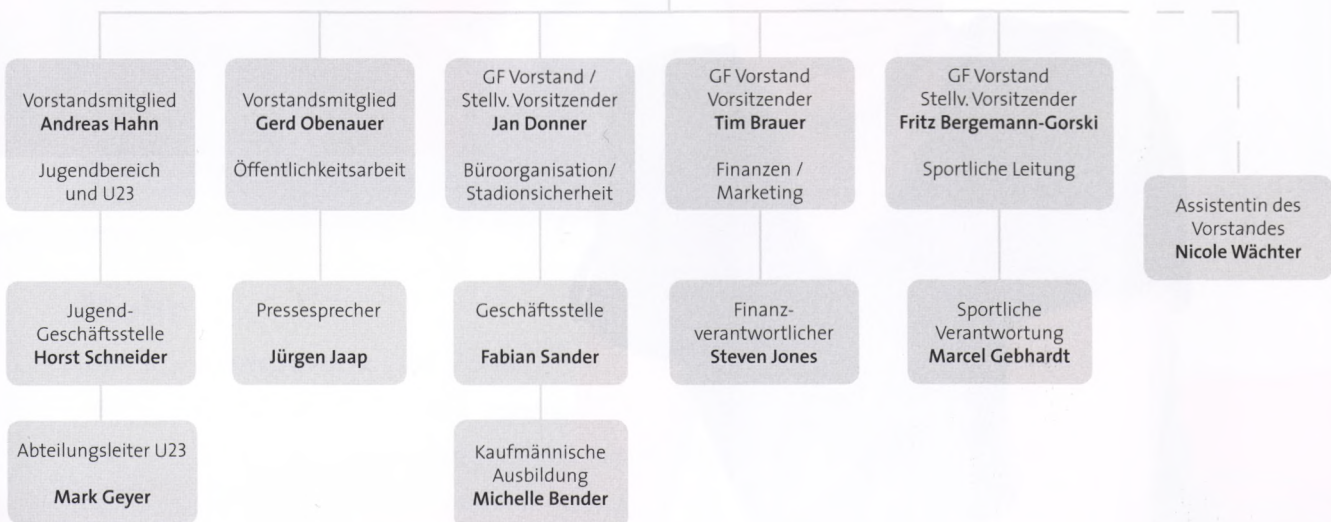 Vorstandsmitglied
Andreas Hahn
Jugendbereich
und U23
Vorstandsmitglied
Gerd Obenauer
Öffentlichkeitsarbeit
GF Vorstand /
Stellv. Vorsitzender
Jan Donner
Büroorganisation/
Stadionsicherheit
GF Vorstand
Vorsitzender
Tim Brauer
Finanzen /
Marketing
GF Vorstand
Stellv. Vorsitzender
Fritz Bergemann-Gorski
Sportliche Leitung
Assistentin des
Vorstandes
Nicole Wächter
Jugend-
Geschäftsstelle
Horst Schneider
Pressesprecher
Jürgen Jaap
Geschäftsstelle
Fabian Sander
Finanz-
verantwortlicher
Steven Jones
Sportliche
Verantwortung
Marcel Gebhardt
Abteilungsleiter U23
Mark Geyer
Kaufmännische
Ausbildung
Michelle Bender